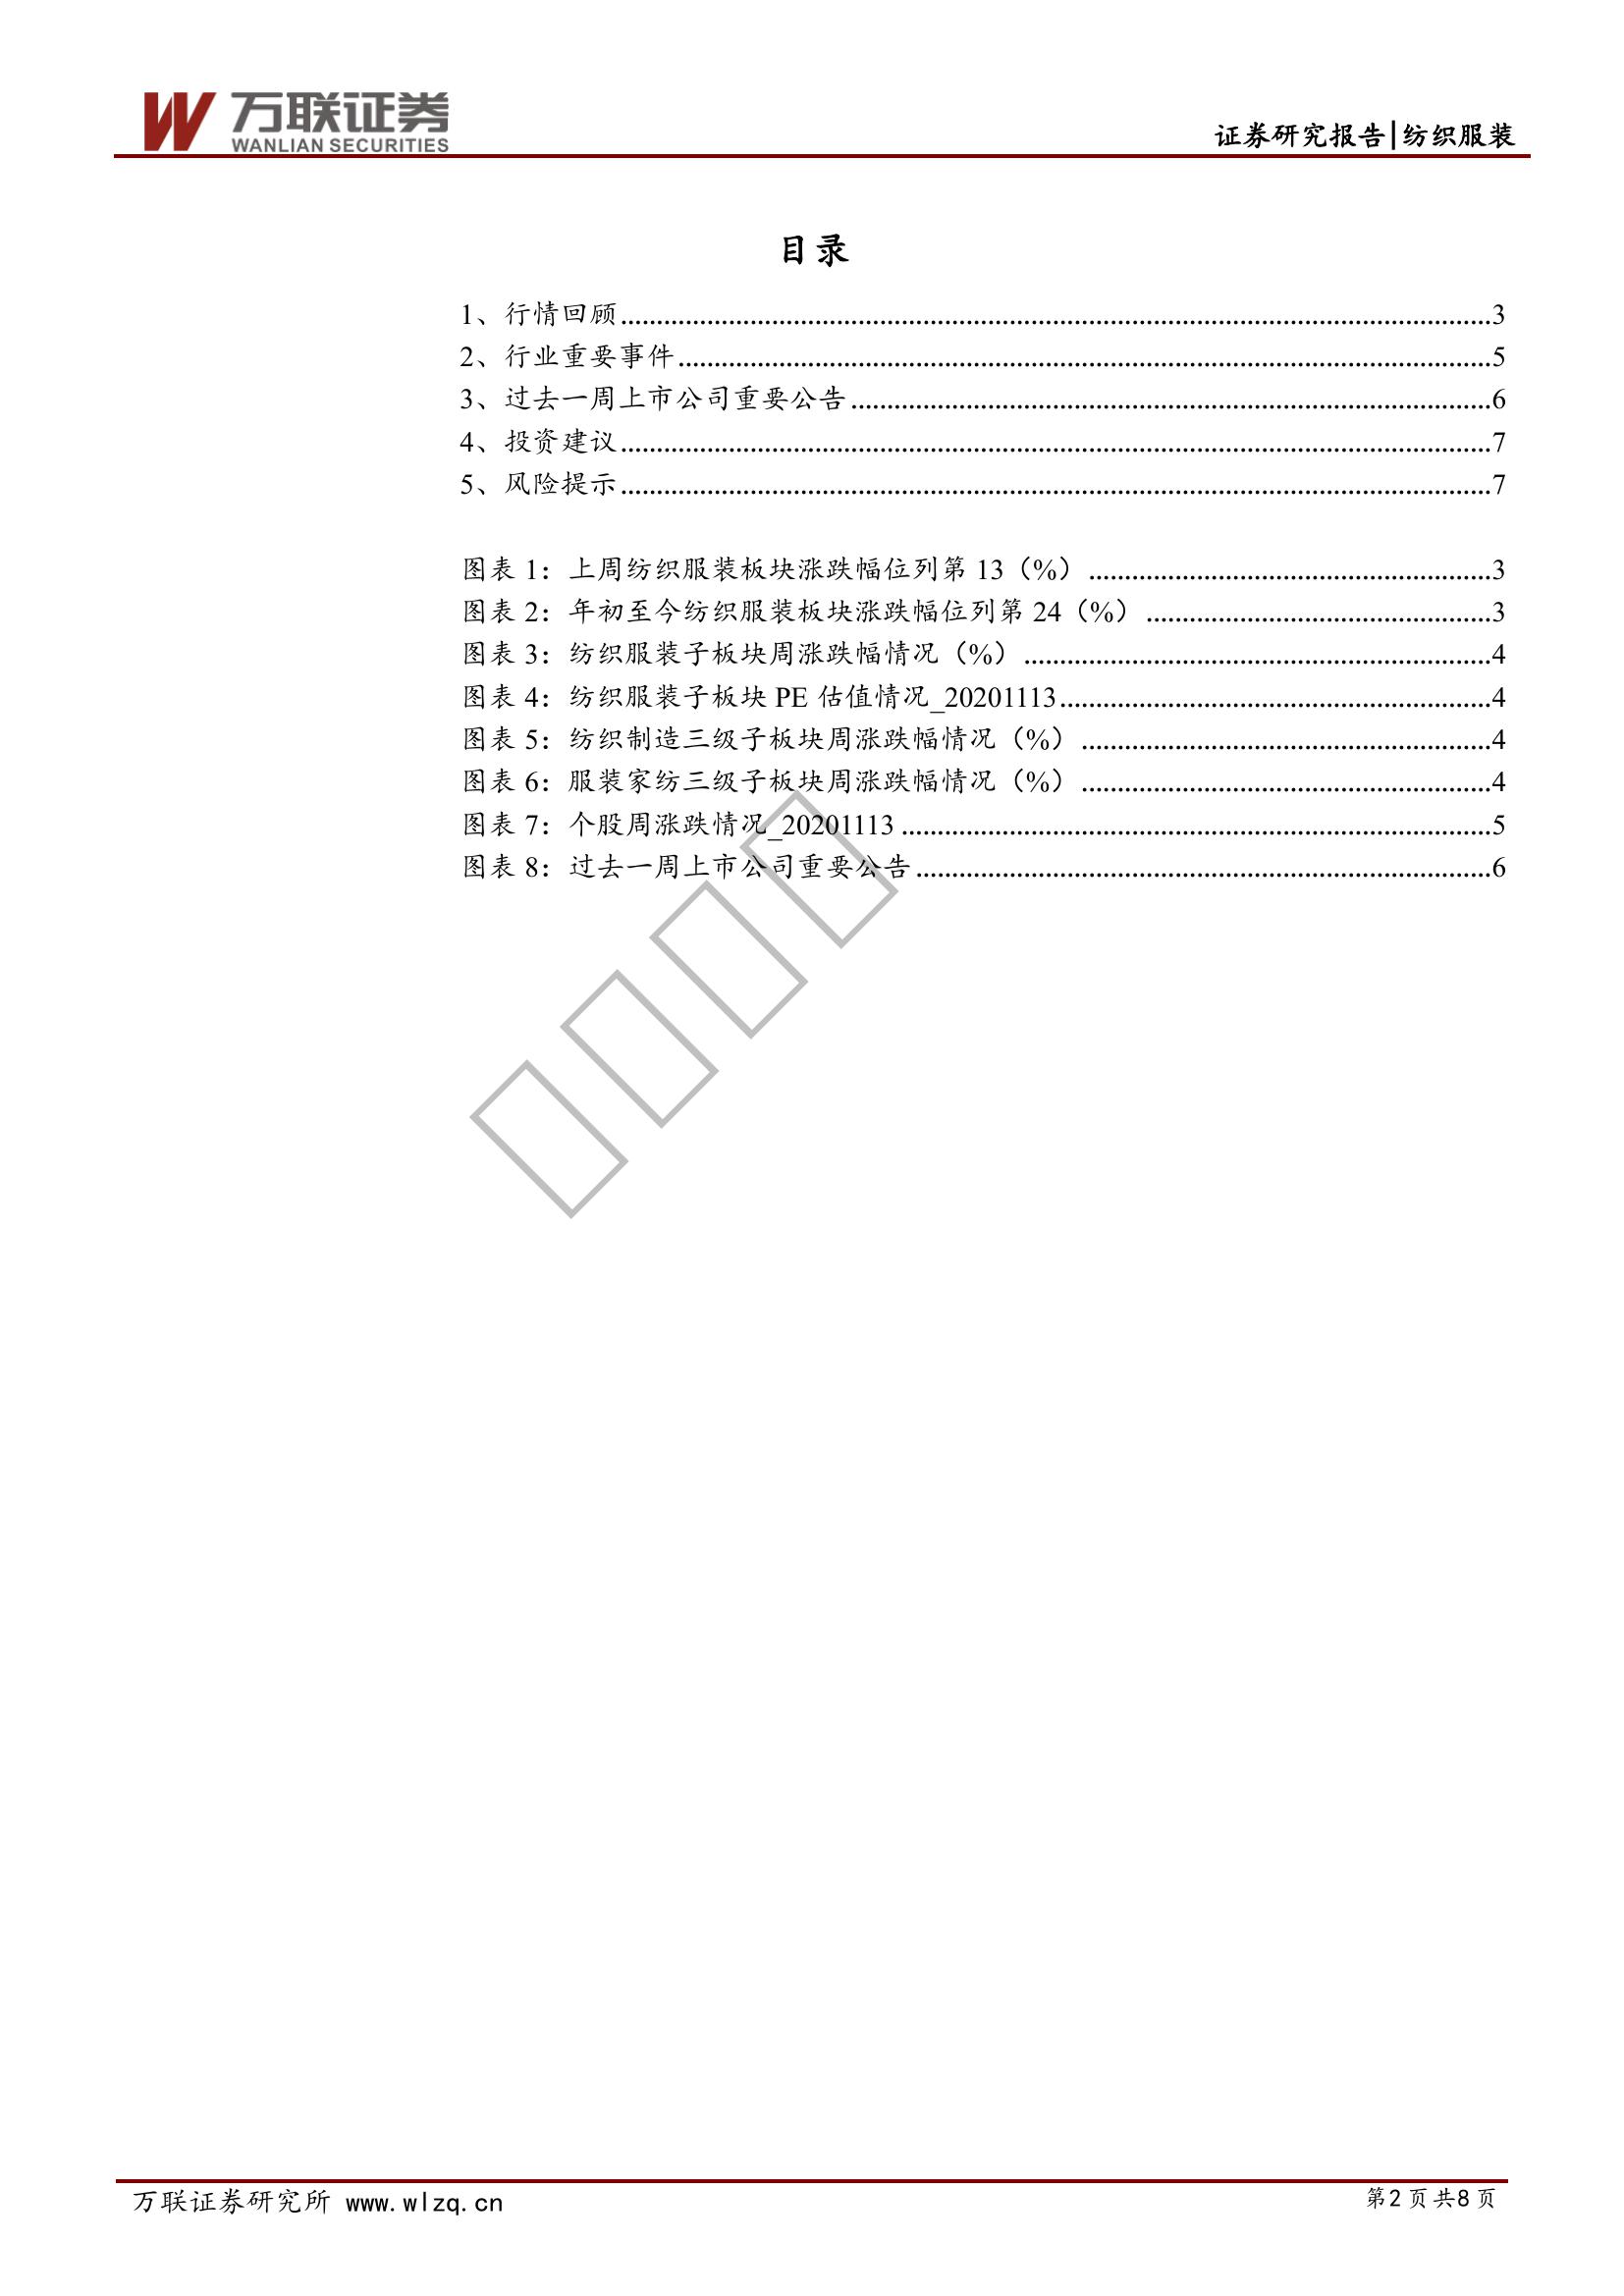 万联证券
WANLIAN SECURITIES
证券研究报告|纺织服装
目录
1、行情回顾........................................3
2、行业重要事件........................................5
3、过去一周上市公司重要公告........................................6
4、投资建议........................................7
5、风险提示........................................7
图表 1：上周纺织服装板块涨跌幅位列第 13（%）........................................3
图表 2：年初至今纺织服装板块涨跌幅位列第 24（%）........................................3
图表 3：纺织服装子板块周涨跌幅情况（%）........................................4
图表 4：纺织服装子板块 PE 估值情况_20201113........................................4
图表 5：纺织制造三级子板块周涨跌幅情况（%）........................................4
图表 6：服装家纺三级子板块周涨跌幅情况（%）........................................4
图表 7：个股周涨跌情况_20201113........................................5
图表 8：过去一周上市公司重要公告........................................6
万联证券研究所 www.wlzq.cn
第2页共8页